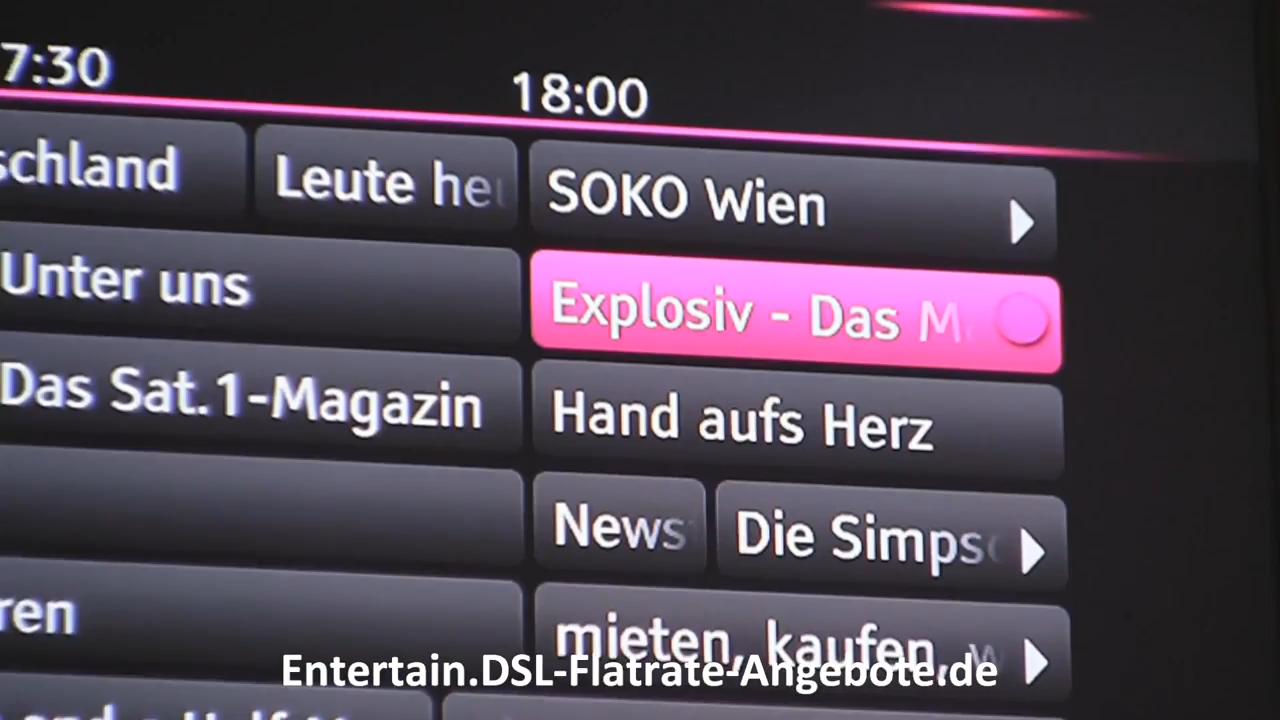 7:30 18:00
schland Leute heu SOKO Wien
Unter uns Explosiv - Das M
Das Sat.1-Magazin Hand aufs Herz
News Die Simps
ren mieten, kaufen, w
Entertain.DSL-Flatrate-Angebote.de